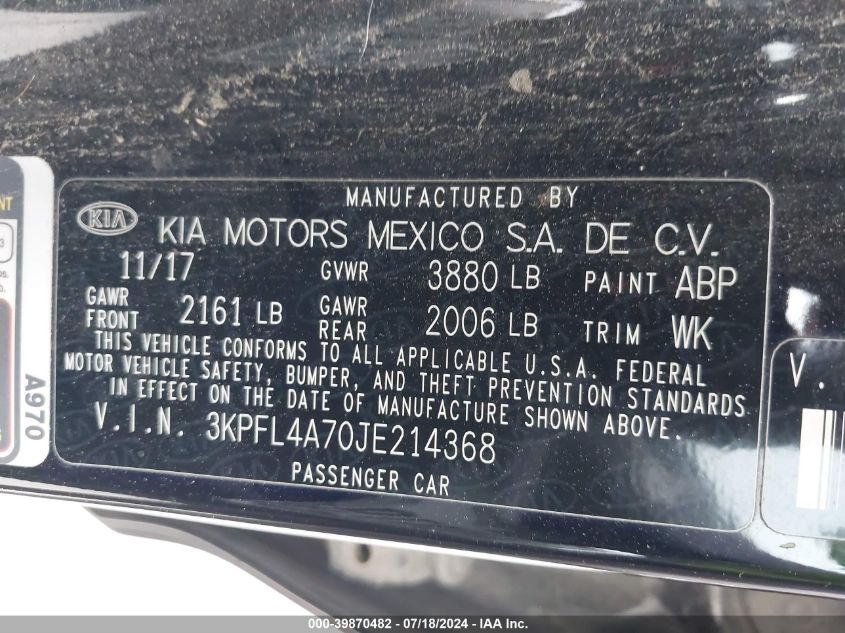 MANUFACTURED BY
KIA KIA MOTORS MEXICO S.A. DE C.V.
11/17 GVWR 3880 LB PAINT ABP
GAWR FRONT 2161 LB GAWR REAR 2006 LB TRIM WK
THIS VEHICLE CONFORMS TO ALL APPLICABLE U.S.A. FEDERAL
MOTOR VEHICLE SAFETY, BUMPER, AND THEFT PREVENTION STANDARDS
IN EFFECT ON THE DATE OF MANUFACTURE SHOWN ABOVE.
V.I.N. 3KPFL4A70JE214368
PASSENGER CAR
A970
V.
000-39870482 - 07/18/2024 - IAA Inc.